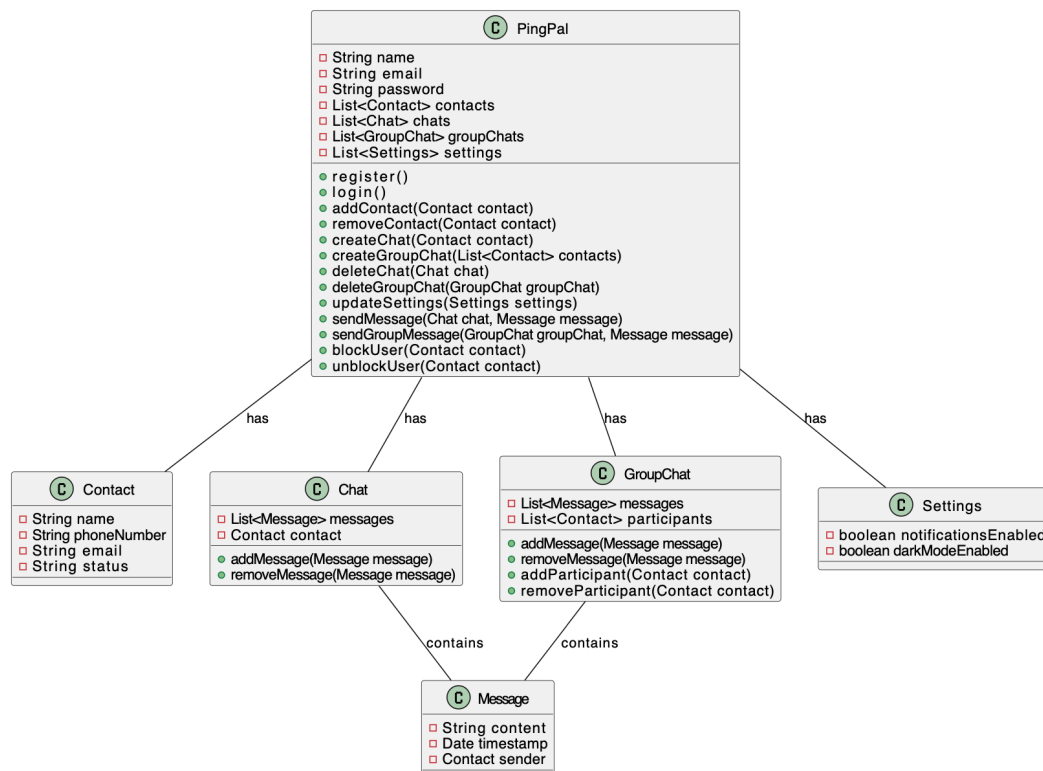 C PingPal
String name
String email
String password
List<Contact> contacts
List<Chat> chats
List<GroupChat> groupChats
List<Settings> settings
register()
login()
addContact(Contact contact)
removeContact(Contact contact)
createChat(Contact contact)
createGroupChat(List<Contact> contacts)
deleteChat(Chat chat)
deleteGroupChat(GroupChat groupChat)
updateSettings(Settings settings)
sendMessage(Chat chat, Message message)
sendGroupMessage(GroupChat groupChat, Message message)
blockUser(Contact contact)
unblockUser(Contact contact)
has
has
has
has
C Contact
String name
String phoneNumber
String email
String status
C Chat
List<Message> messages
Contact contact
addMessage(Message message)
removeMessage(Message message)
C GroupChat
List<Message> messages
List<Contact> participants
addMessage(Message message)
removeMessage(Message message)
addParticipant(Contact contact)
removeParticipant(Contact contact)
C Settings
boolean notificationsEnabled
boolean darkModeEnabled
contains
contains
C Message
String content
Date timestamp
Contact sender